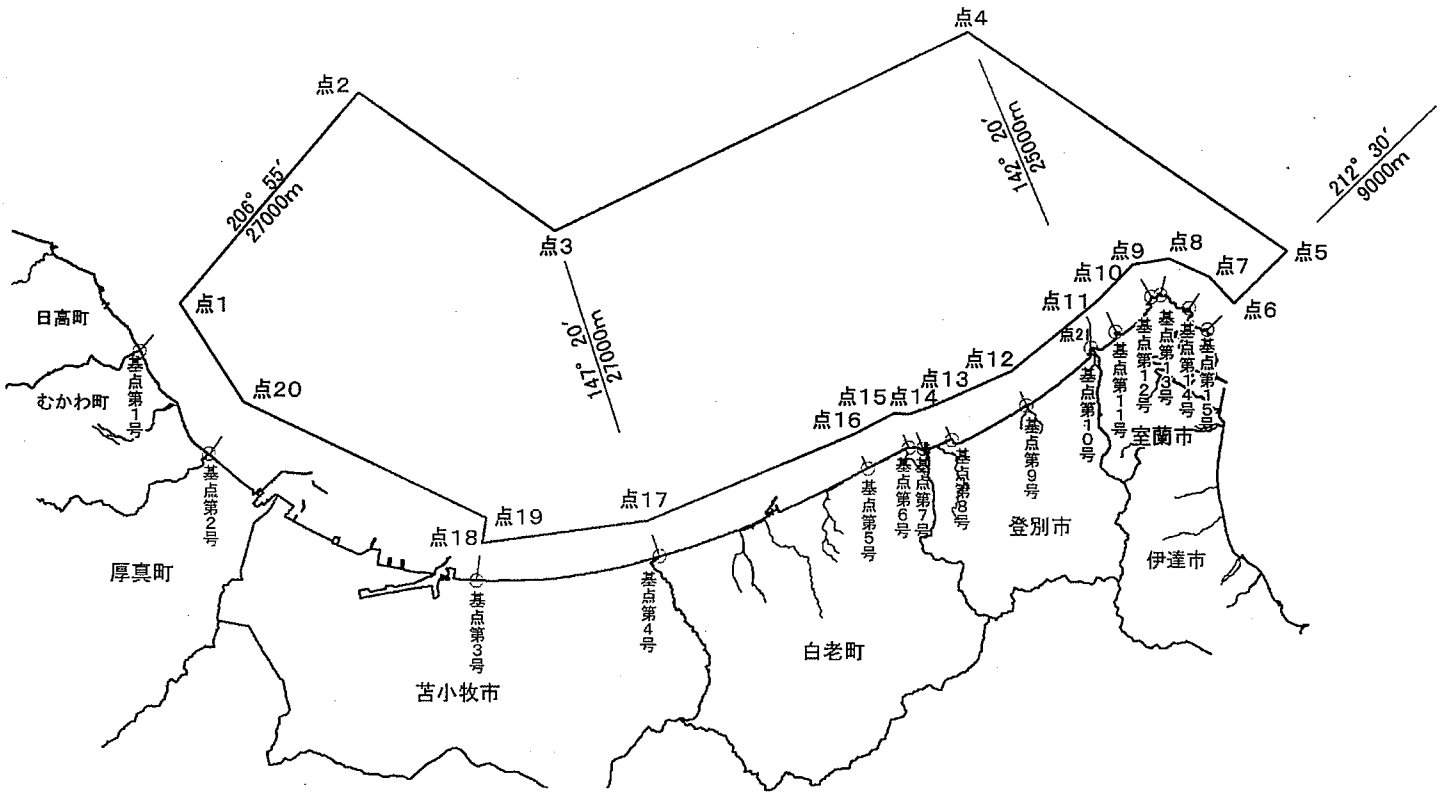 点4
点2
206° 55′
27000m
142° 20′
25000m
212° 30′
9000m
点3
点5
点1
点8
点9
点7
点10
点6
点11
147° 20′
27000m
日高町
基点第1号
むかわ町
点20
点12
点21
点13
点14
点15
点16
基点第2号
点17
点19
点18
基点第3号
基点第4号
基点第5号
基点第6号
基点第7号
基点第8号
基点第9号
基点第10号
基点第11号
基点第12号
基点第13号
基点第14号
基点第15号
室蘭市
登別市
伊達市
厚真町
白老町
苫小牧市